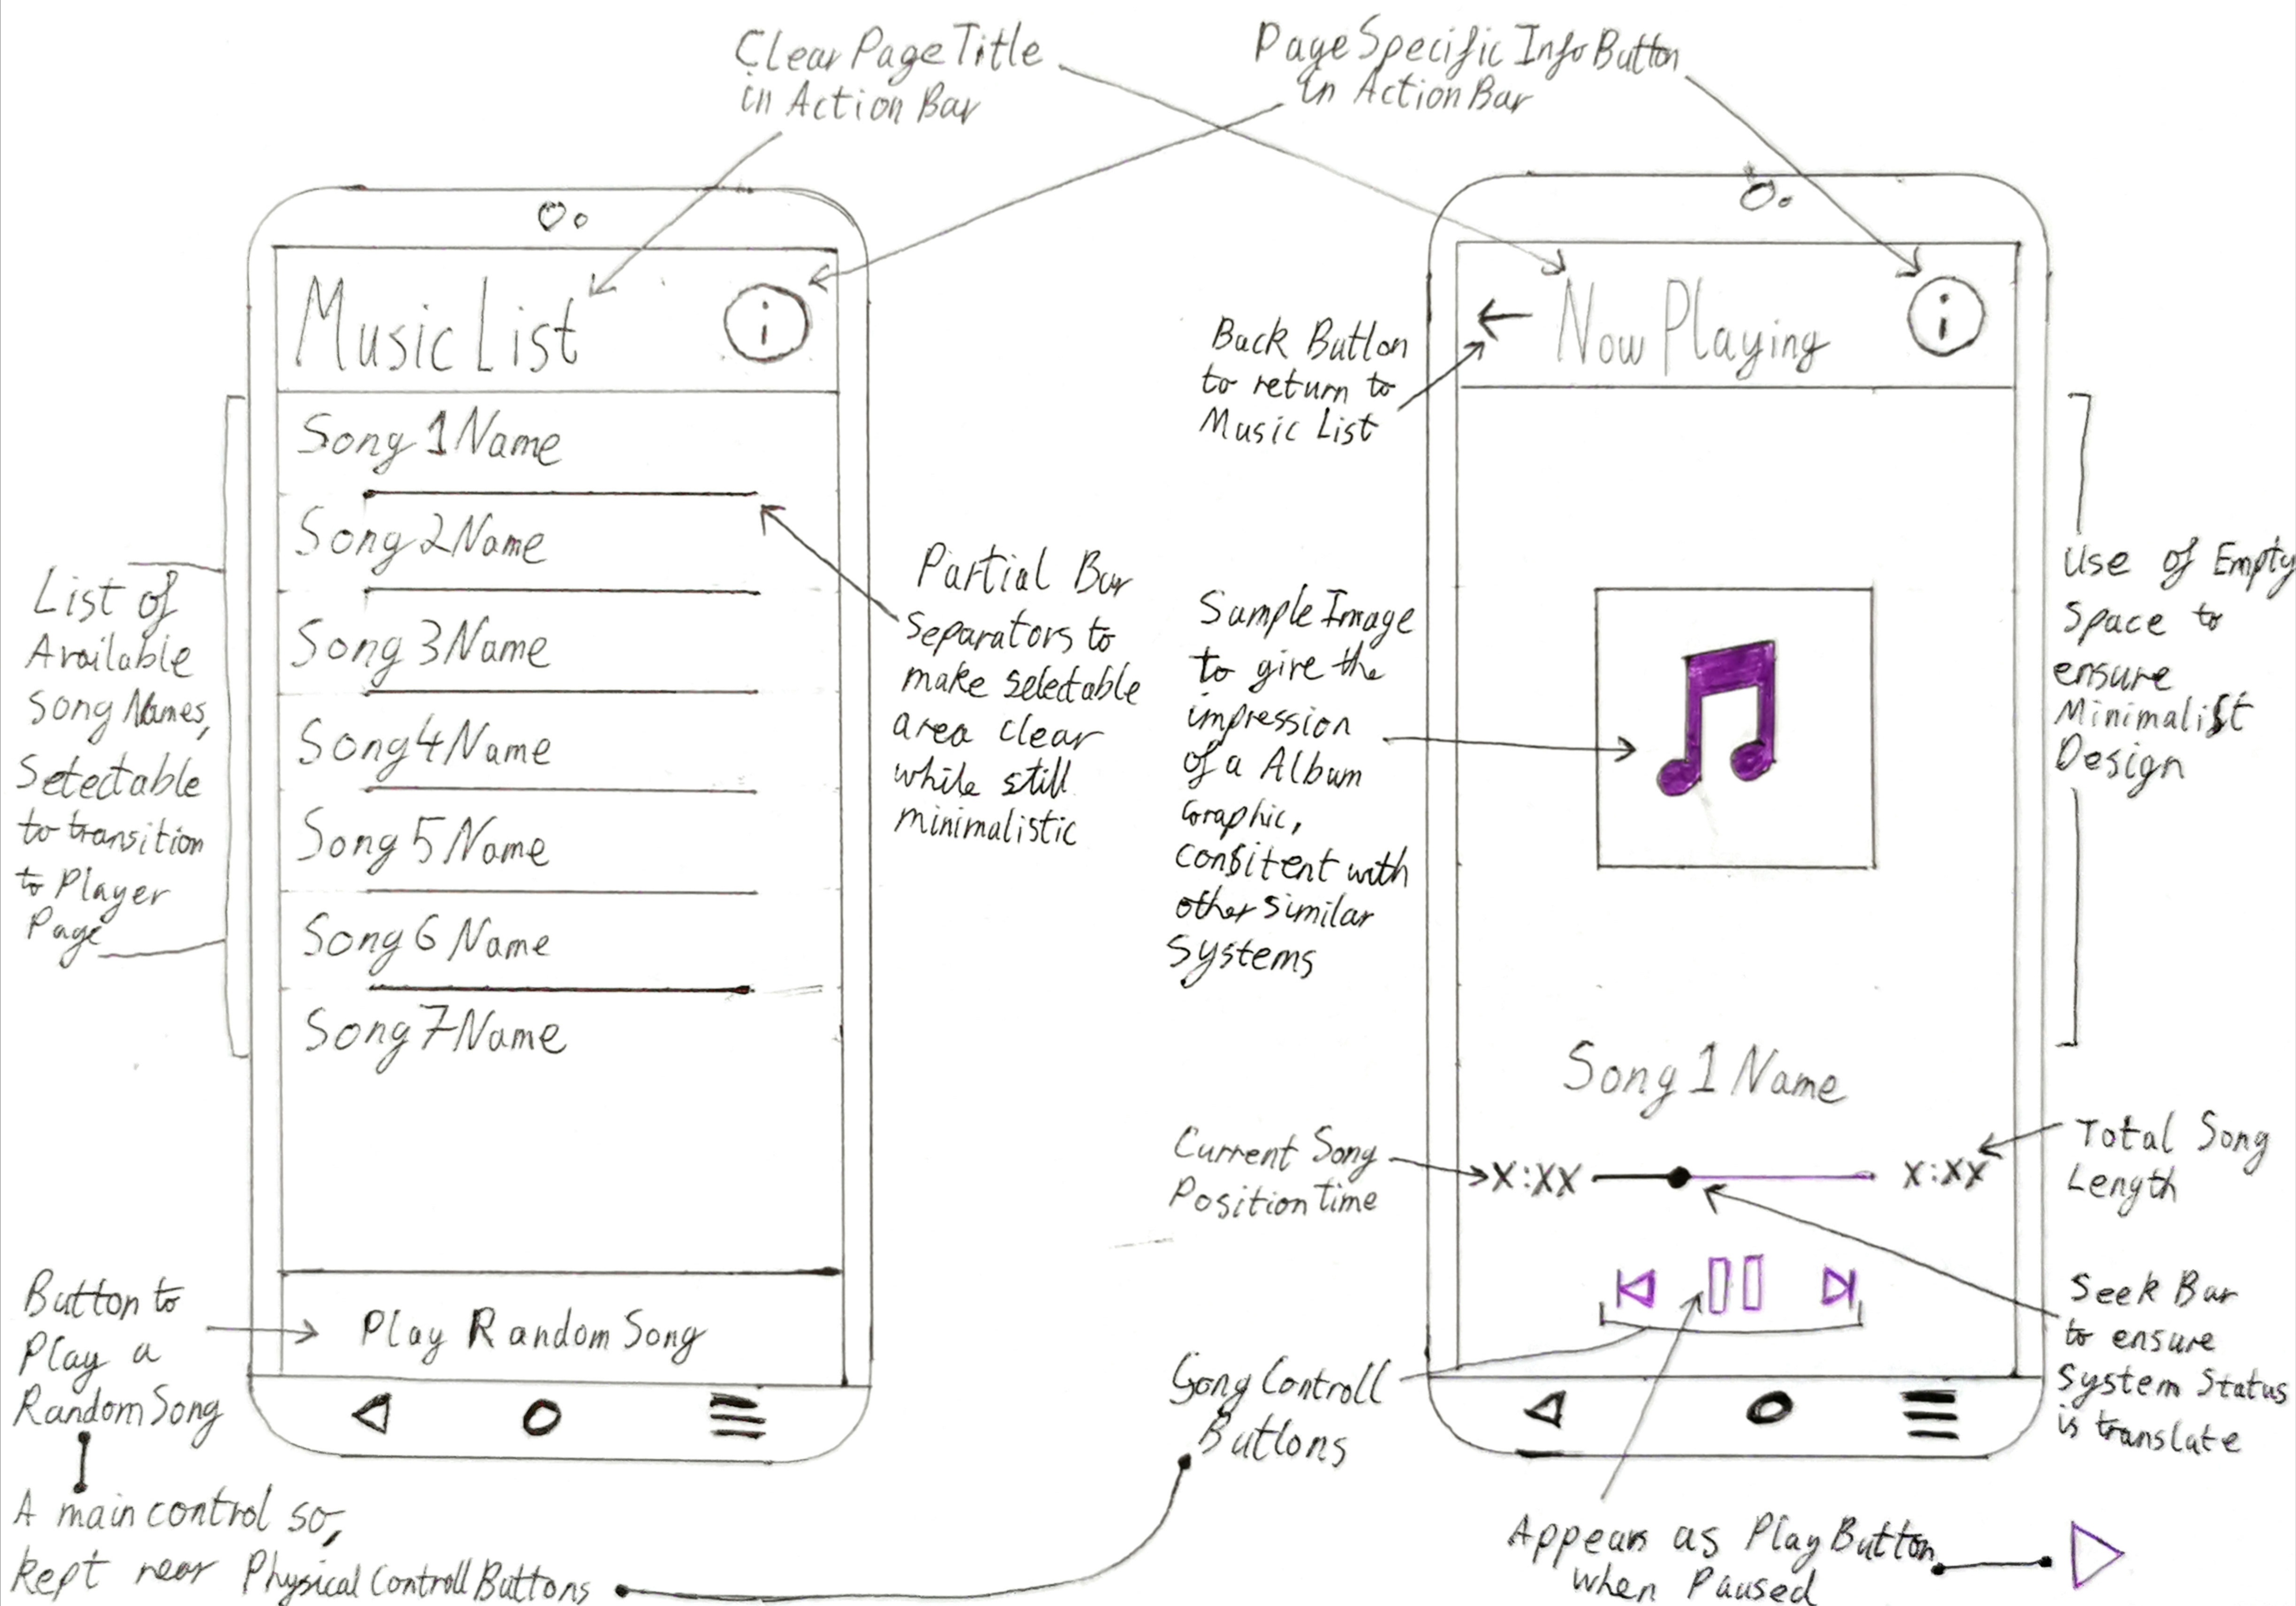 Clear Page Title
in Action Bar
Page Specific Info Button
in Action Bar
Music List
i
Song 1 Name
Song 2 Name
Song 3 Name
Song 4 Name
Song 5 Name
Song 6 Name
Song 7 Name
Play Random Song
List of
Available
Song Names,
Selectable
to transition
to Player
Page
Partial Bar
Separators to
make selectable
area clear
while still
minimalistic
Button to
Play a
Random Song
A main control so,
kept near Physical Controll Buttons
Now Playing
i
Back Button
to return to
Music List
Sample Image
to give the
impression
of a Album
Graphic,
consitent with
other similar
Systems
Use of Empty
Space to
ensure
Minimalist
Design
Song 1 Name
Current Song
Position time
X:XX
X:XX
Total Song
Length
Song Controll
Buttons
Seek Bar
to ensure
System Status
is translate
Appears as Play Button
when Paused